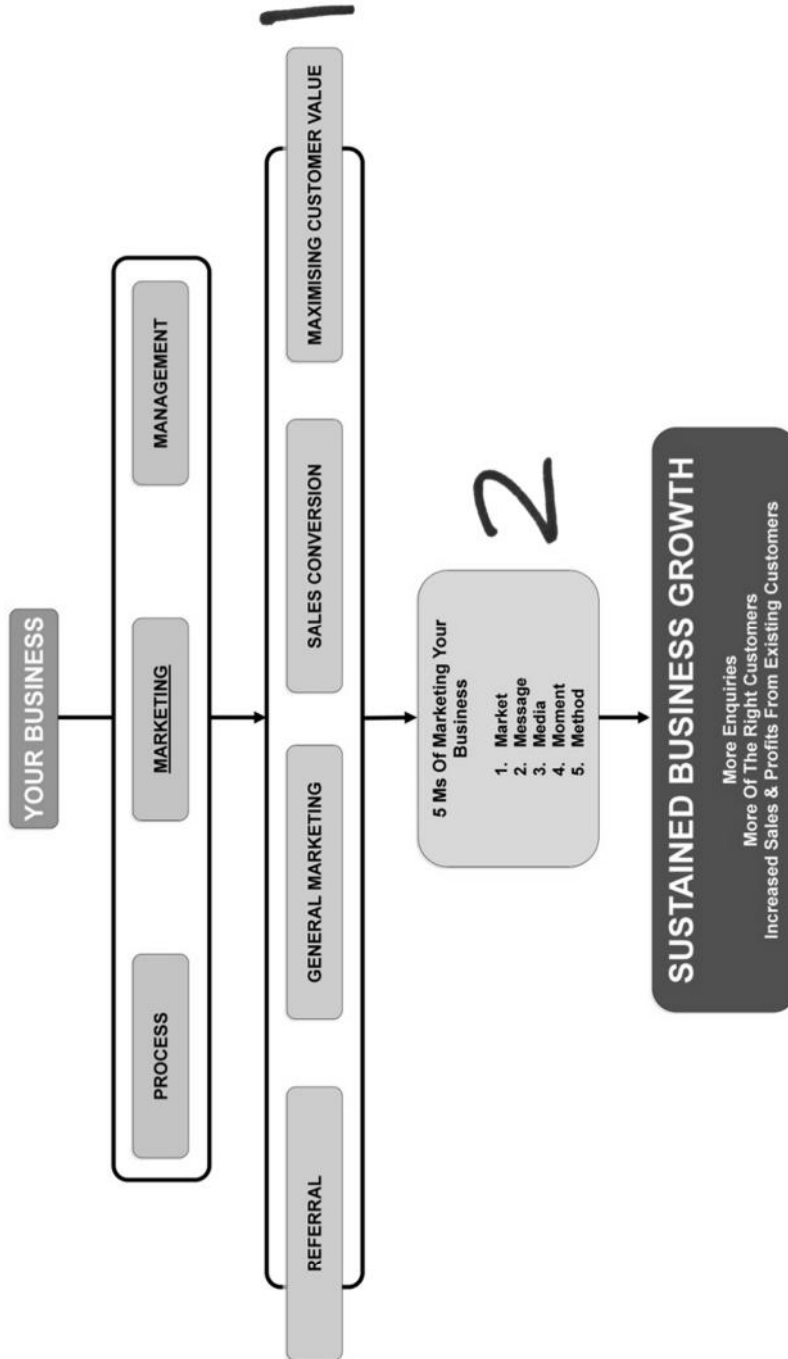 YOUR BUSINESS
PROCESS
MARKETING
MANAGEMENT
REFERRAL
GENERAL MARKETING
SALES CONVERSION
MAXIMISING CUSTOMER VALUE
1
5 Ms Of Marketing Your
Business
1. Market
2. Message
3. Media
4. Moment
5. Method
2
SUSTAINED BUSINESS GROWTH
More Enquiries
More Of The Right Customers
Increased Sales & Profits From Existing Customers